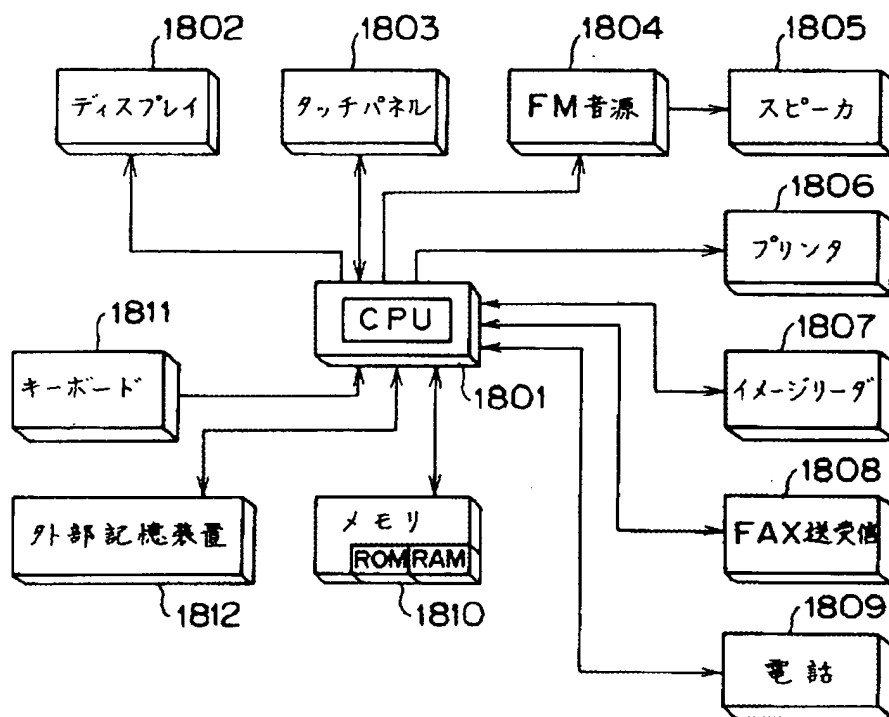 1802
ディスプレイ
1803
タッチパネル
1804
FM音源
1805
スピーカ
1806
プリンタ
CPU
1801
1811
キーボード
1807
イメージリーダ
1808
FAX送受信
外部記憶装置
1812
メモリ
ROM RAM
1810
1809
電話